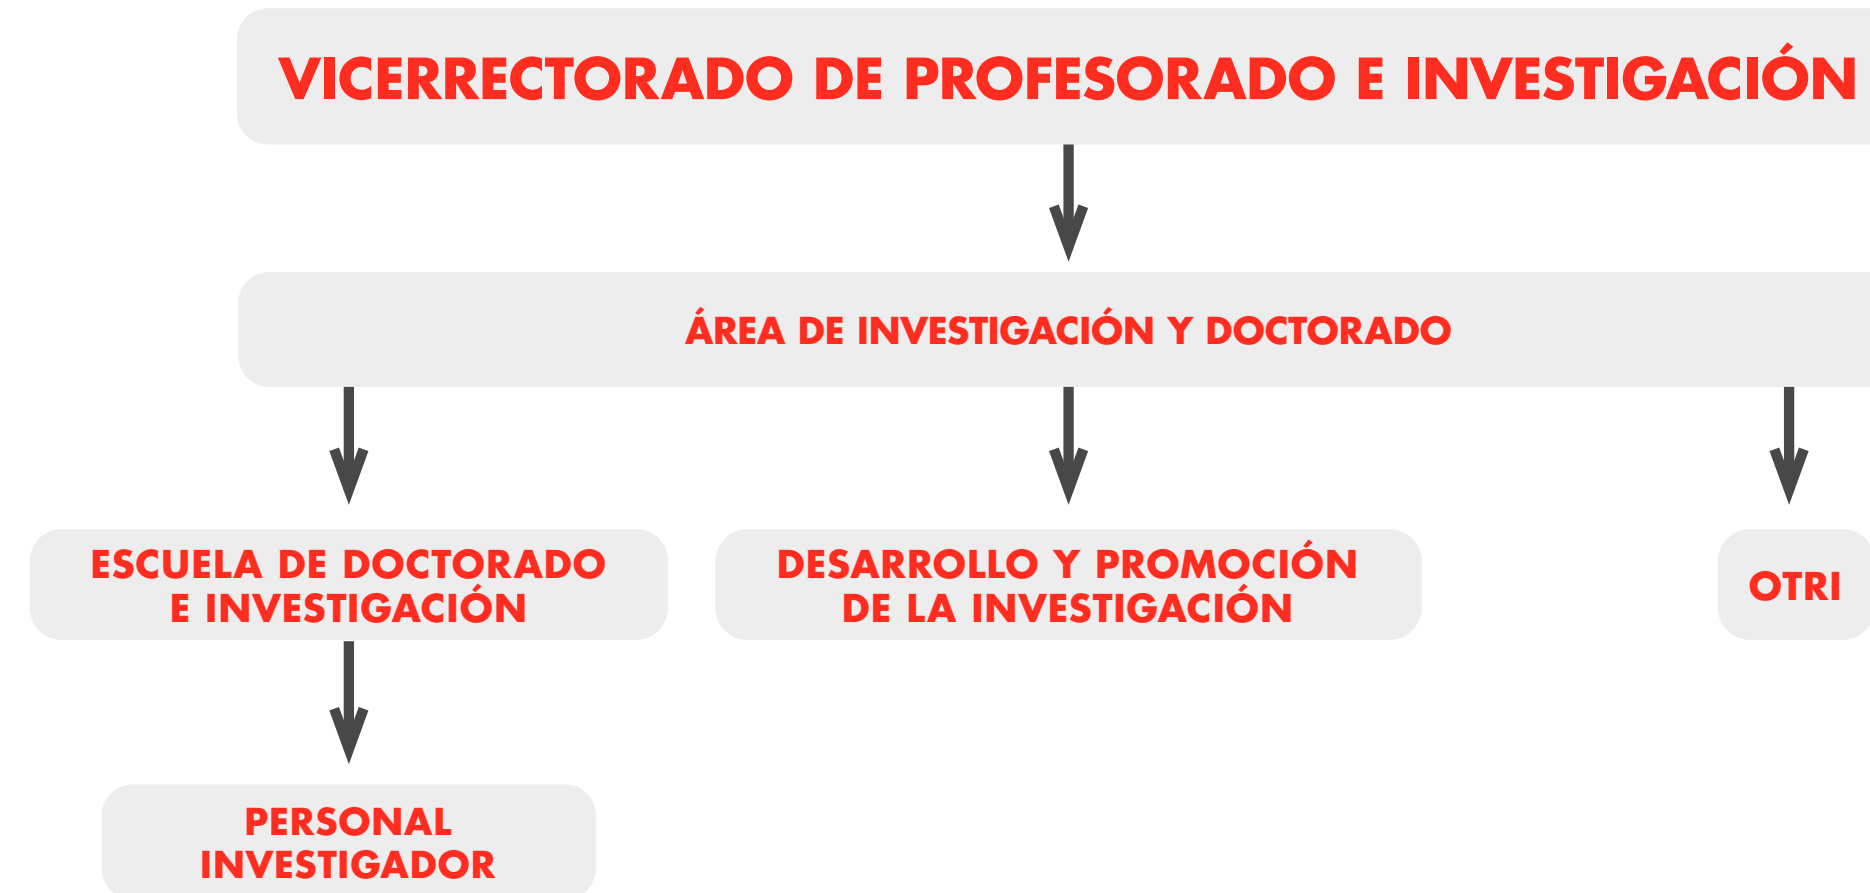 VICERRECTORADO DE PROFESORADO E INVESTIGACIÓN
ÁREA DE INVESTIGACIÓN Y DOCTORADO
ESCUELA DE DOCTORADO
E INVESTIGACIÓN
DESARROLLO Y PROMOCIÓN
DE LA INVESTIGACIÓN
OTRI
PERSONAL
INVESTIGADOR